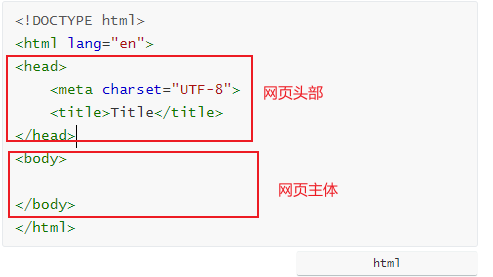 <!DOCTYPE html>
<html lang="en">
<head>
    <meta charset="UTF-8">
    <title>Title</title>
</head>
<body>
</body>
</html>
网页头部
网页主体
html